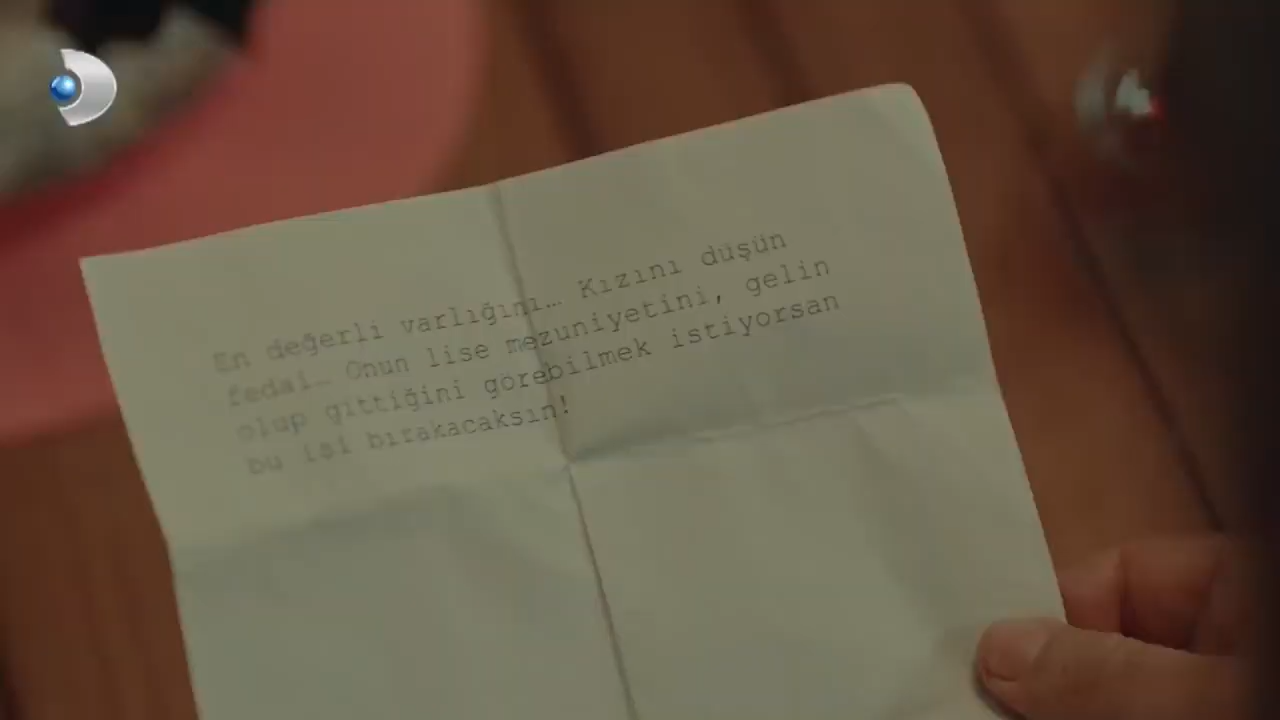 En değerli varlığını… Kızını düşün
fedai… Onun lise mezuniyetini, gelin
olup gittiğini görebilmek istiyorsan
bu işi bırakacaksın!